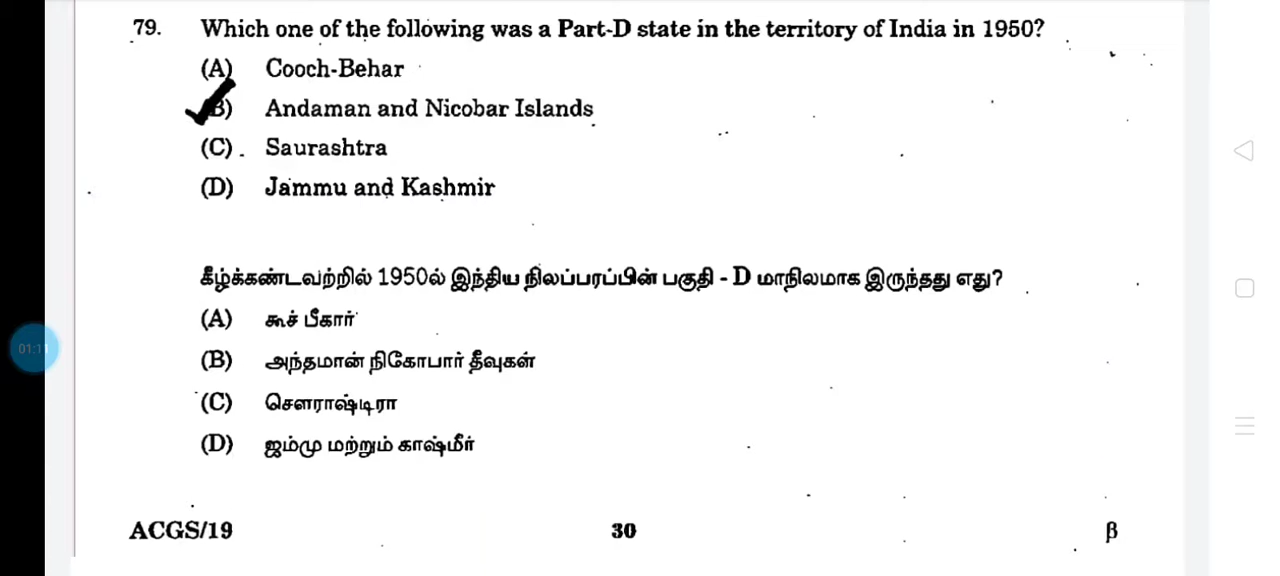 79. Which one of the following was a Part-D state in the territory of India in 1950?
(A) Cooch-Behar
(B) Andaman and Nicobar Islands
(C) Saurashtra
(D) Jammu and Kashmir
கீழ்க்கண்டவற்றில் 1950ல் இந்திய நிலப்பரப்பின் பகுதி - D மாநிலமாக இருந்தது எது?
(A) கூச் பீகார்
(B) அந்தமான் நிகோபார் தீவுகள்
(C) சௌராஷ்டிரா
(D) ஜம்மு மற்றும் காஷ்மீர்
01:11
ACGS/19 30 β